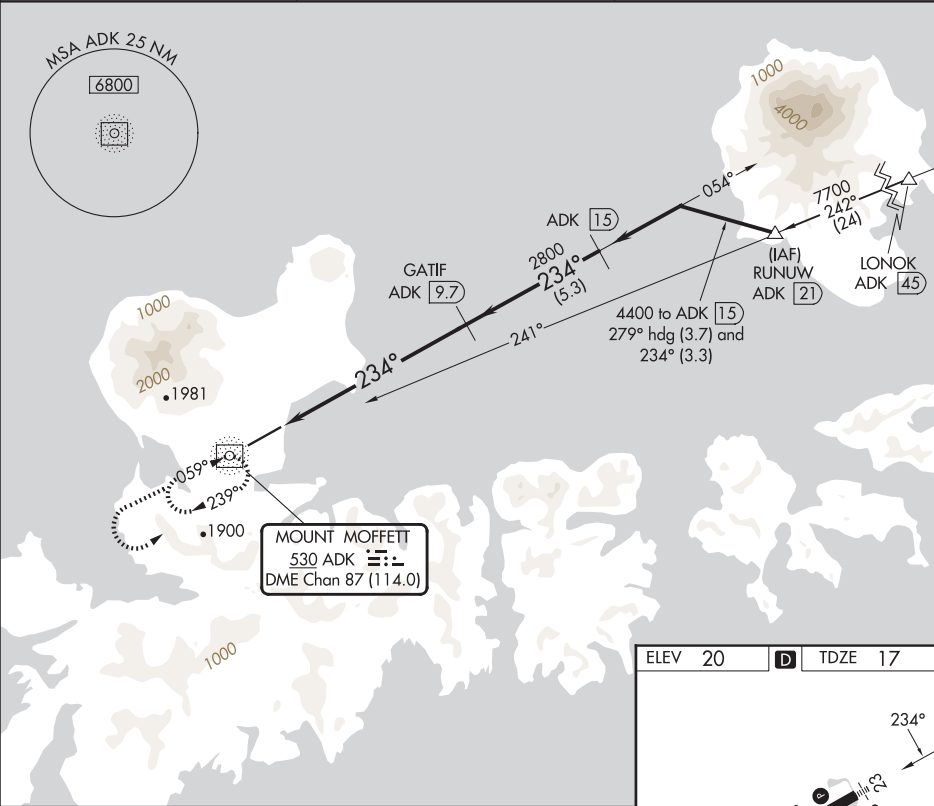 MSA ADK 25 NM
6800
1000
4000
054°
7700
242°
(24)
ADK 15
(IAF)
RUNUW
ADK 21
LONOK
ADK 45
2800
234°
(5.3)
GATIF
ADK 9.7
4400 to ADK 15
279° hdg (3.7) and
234° (3.3)
241°
1000
234°
2000
1981
059°
239°
1900
MOUNT MOFFETT
530 ADK
DME Chan 87 (114.0)
1000
ELEV 20 D TDZE 17
234°
P
23